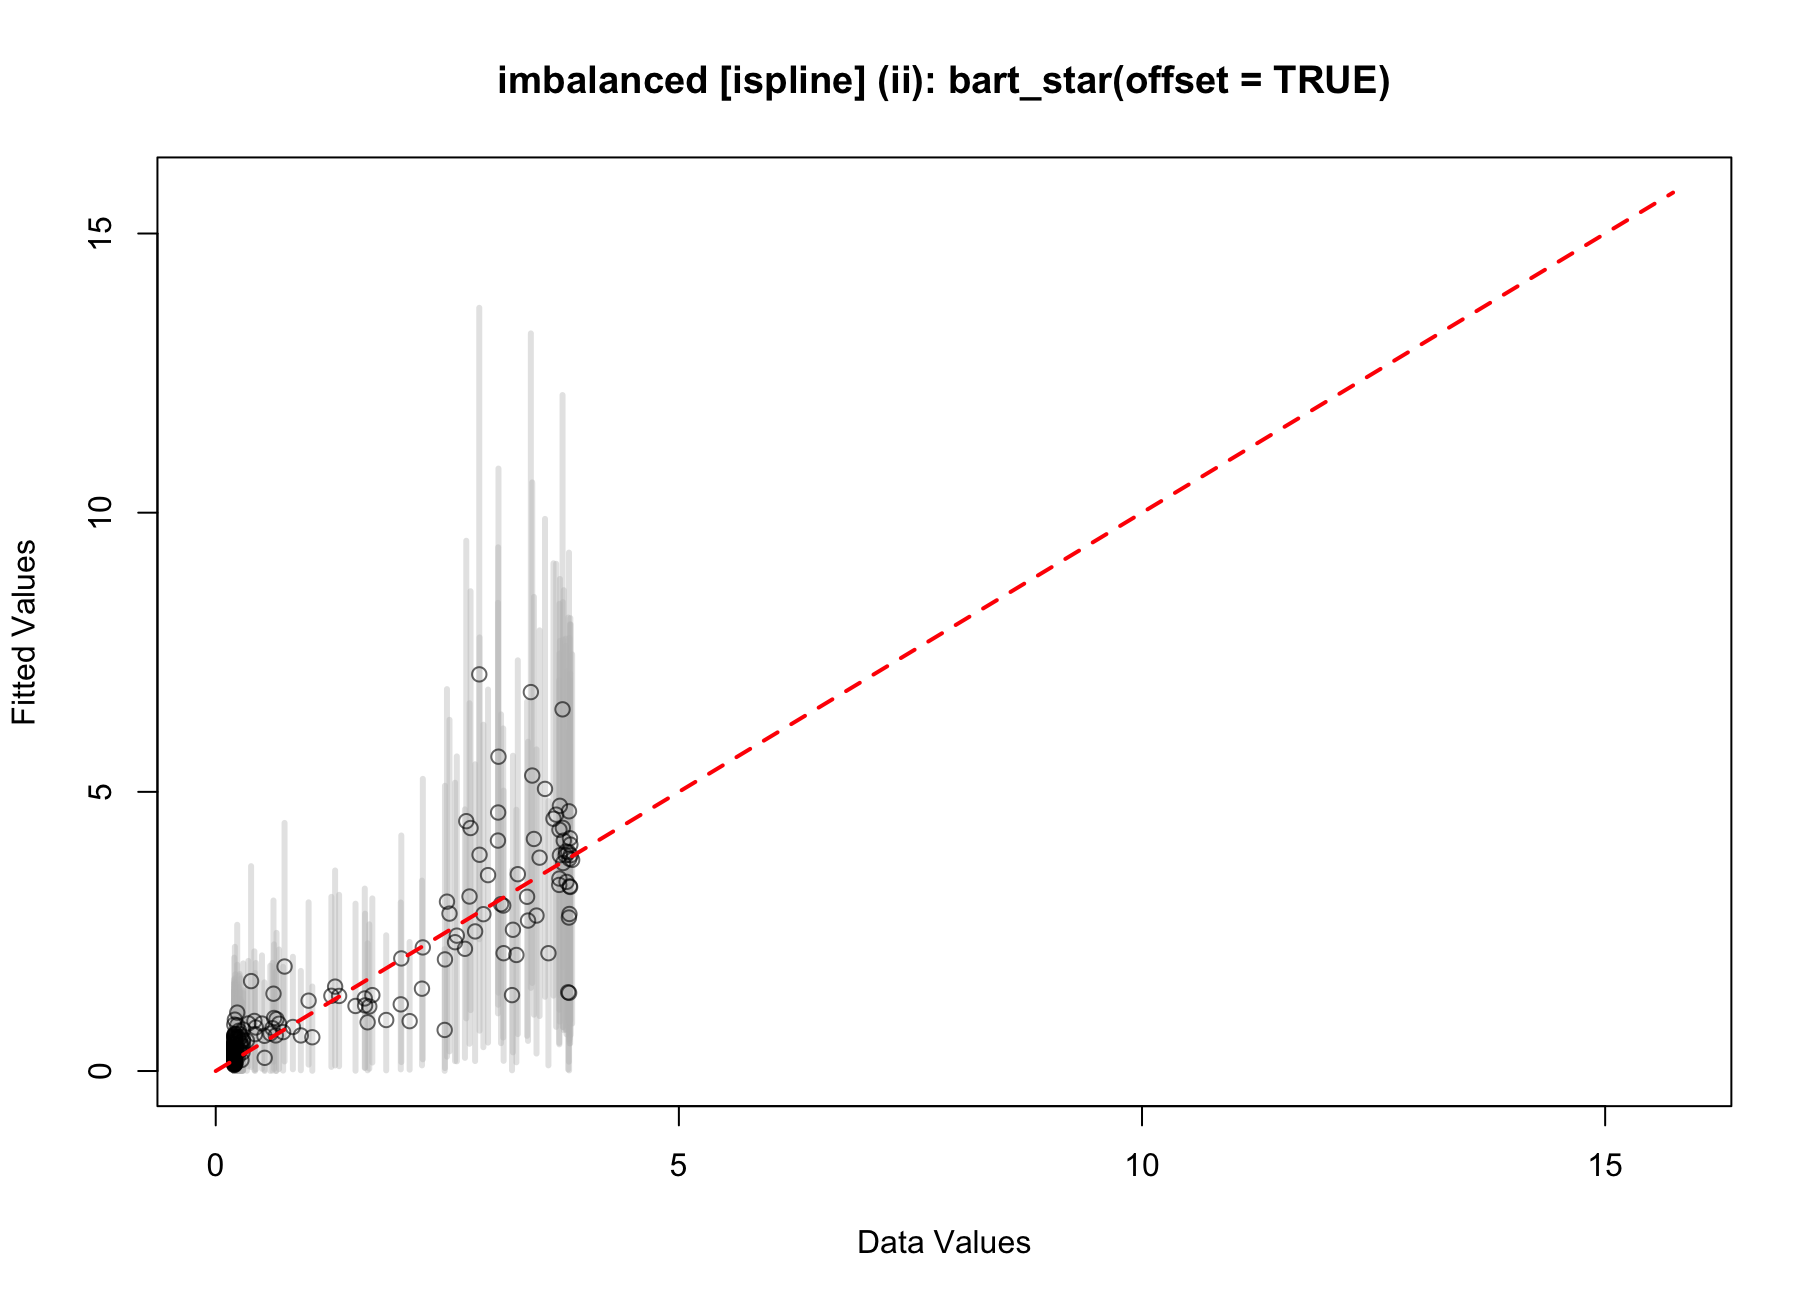 imbalanced [ispline] (ii): bart_star(offset = TRUE)
15
10
5
0
Fitted Values
0 5 10 15
Data Values